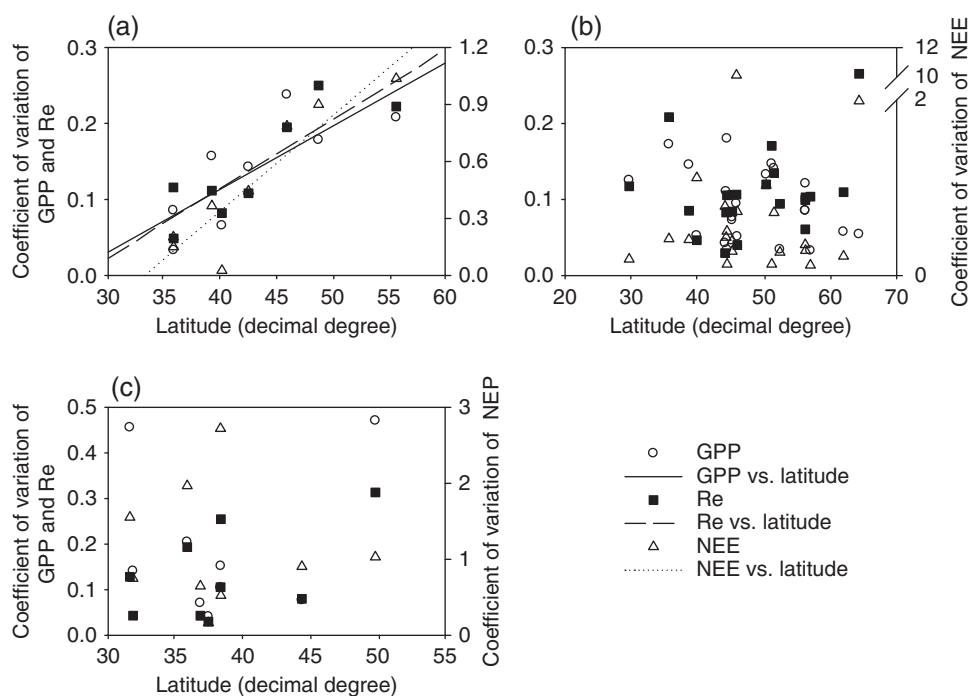 (a)
(b)
0.3
0.2
0.1
0.0
1.2
0.9
0.6
0.3
0.0
30 35 40 45 50 55 60
Latitude (decimal degree)
Coefficient of variation of
GPP and Re
0.3
0.2
0.1
0.0
12
10
2
0
20 30 40 50 60 70
Latitude (decimal degree)
Coefficient of variation of NEE
(c)
0.5
0.4
0.3
0.2
0.1
0.0
3
2
1
0
30 35 40 45 50 55
Latitude (decimal degree)
Coefficient of variation of
GPP and Re
Coefficient of variation of NEP
GPP
GPP vs. latitude
Re
Re vs. latitude
NEE
NEE vs. latitude